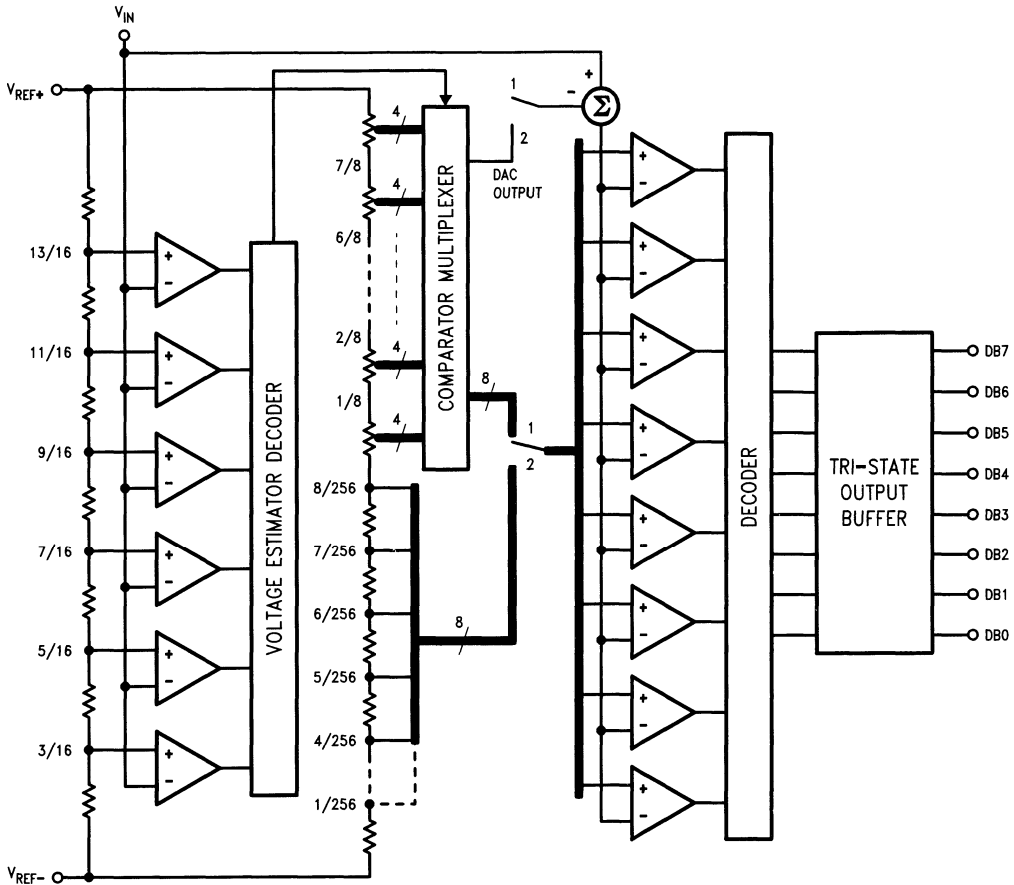 V_IN
V_REF+
13/16
11/16
9/16
7/16
5/16
3/16
V_REF-
+
-
+
-
+
-
+
-
+
-
+
-
VOLTAGE ESTIMATOR DECODER
4
7/8
4
6/8
2/8
4
1/8
4
8/256
7/256
6/256
5/256
4/256
1/256
COMPARATOR MULTIPLEXER
1
2
DAC
OUTPUT
+
-
Σ
8
1
2
8
+
-
+
-
+
-
+
-
+
-
+
-
+
-
+
-
DECODER
TRI-STATE
OUTPUT
BUFFER
DB7
DB6
DB5
DB4
DB3
DB2
DB1
DB0